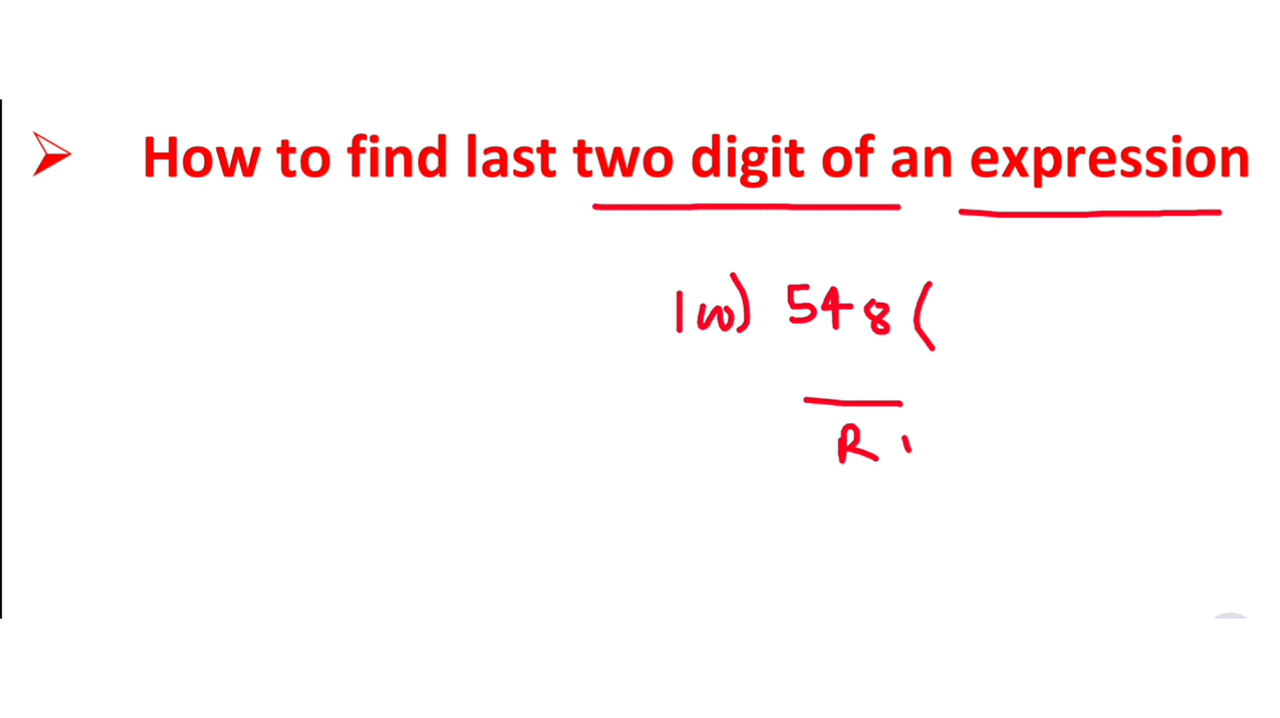 How to find last two digit of an expression
100) 548 (
R